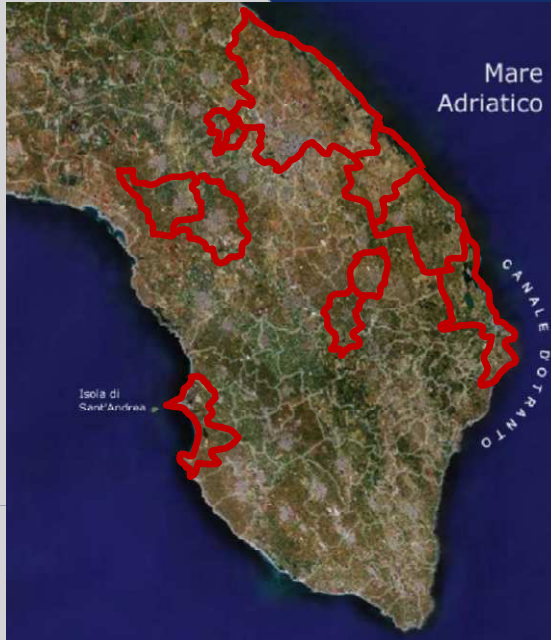 Mare
Adriatico
CANALE D'OTRANTO
Isola di
Sant'Andrea